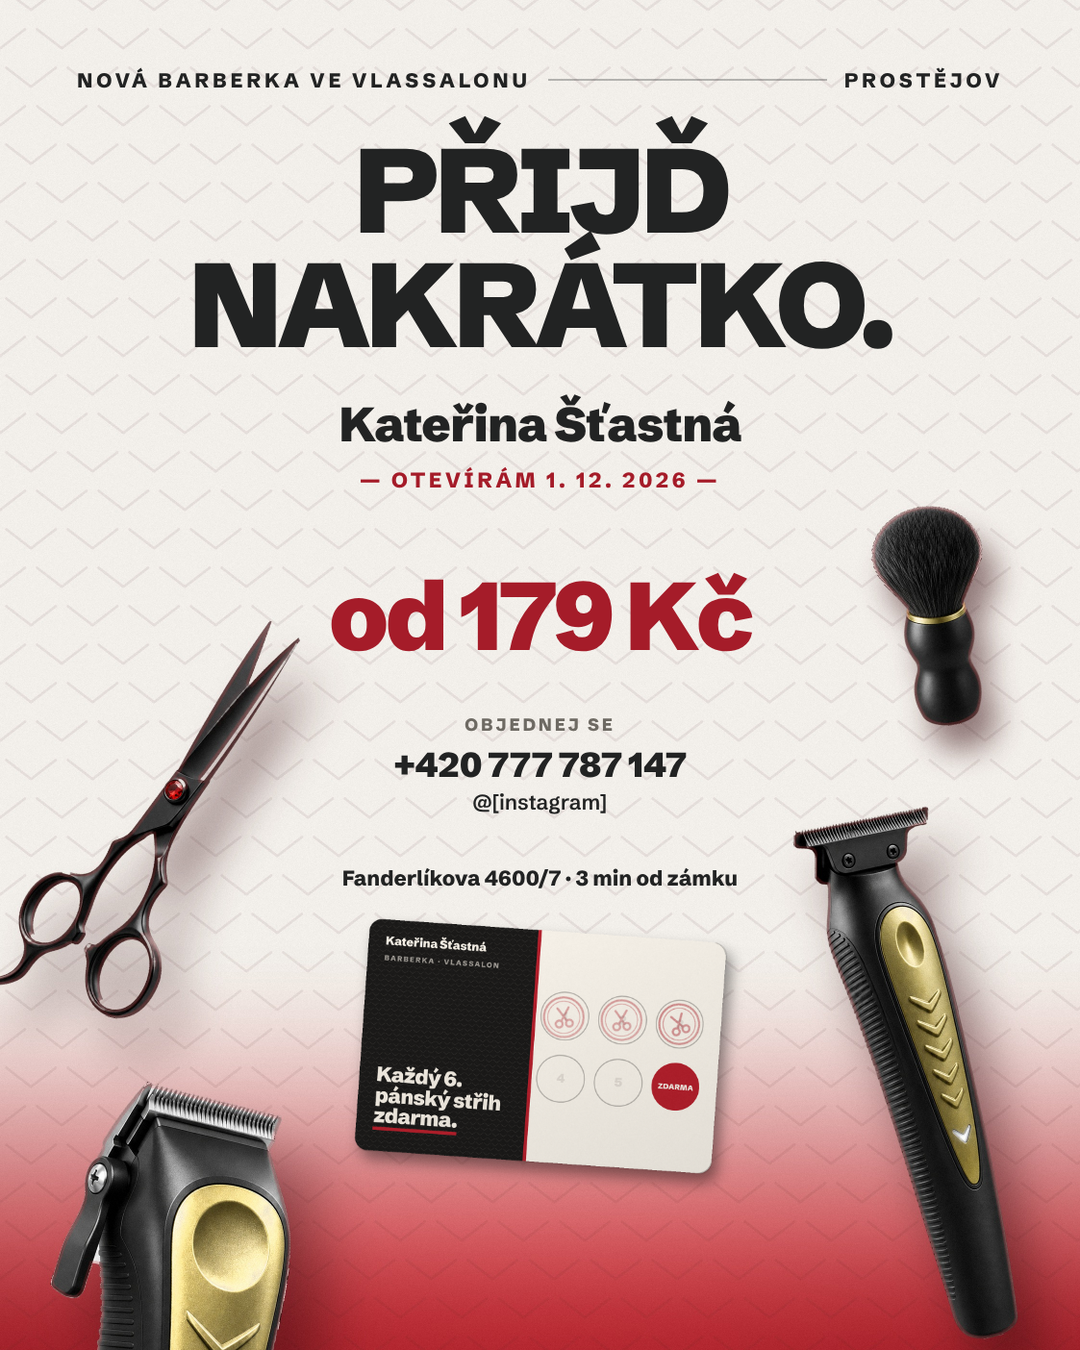 NOVÁ BARBERKA VE VLASSALONU
PROSTĚJOV
PŘIJĎ
NAKRÁTKO.
Kateřina Šťastná
— OTEVÍRÁM 1. 12. 2026 —
od 179 Kč
OBJEDNEJ SE
+420 777 787 147
@[instagram]
Fanderlíkova 4600/7 · 3 min od zámku
Kateřina Šťastná
BARBERKA · VLASSALON
Každý 6.
pánský střih
zdarma.
4
5
ZDARMA